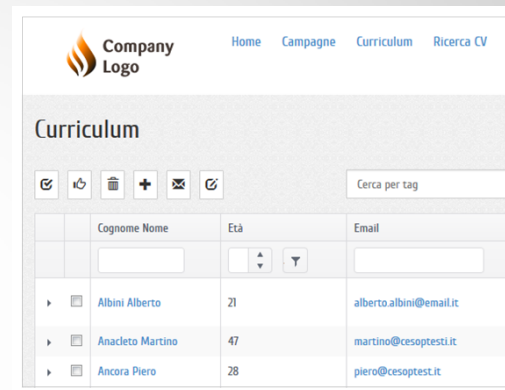 Company
Logo
Home Campagne Curriculum Ricerca CV
Curriculum
Cerca per tag
Cognome Nome Età Email
Albini Alberto 21 alberto.albini@email.it
Anacleto Martino 47 martino@cesoptesti.it
Ancora Piero 28 piero@cesoptest.it